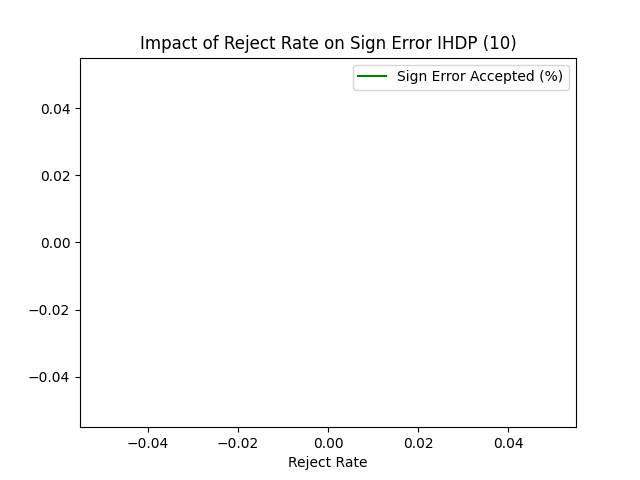 Impact of Reject Rate on Sign Error IHDP (10)
Sign Error Accepted (%)
0.04
0.02
0.00
−0.02
−0.04
−0.04 −0.02 0.00 0.02 0.04
Reject Rate